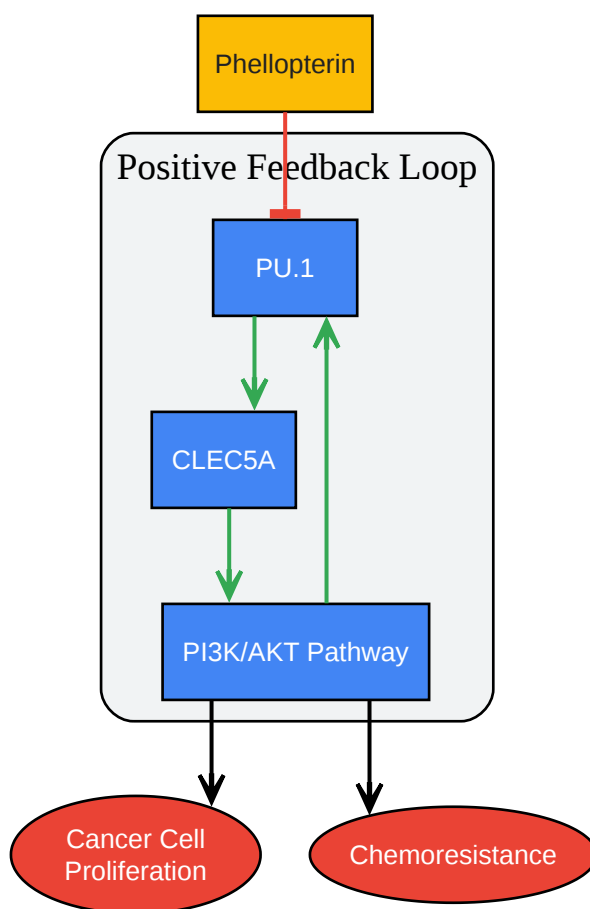 Phellopterin
Positive Feedback Loop
PU.1
CLEC5A
PI3K/AKT Pathway
Cancer Cell
Proliferation
Chemoresistance